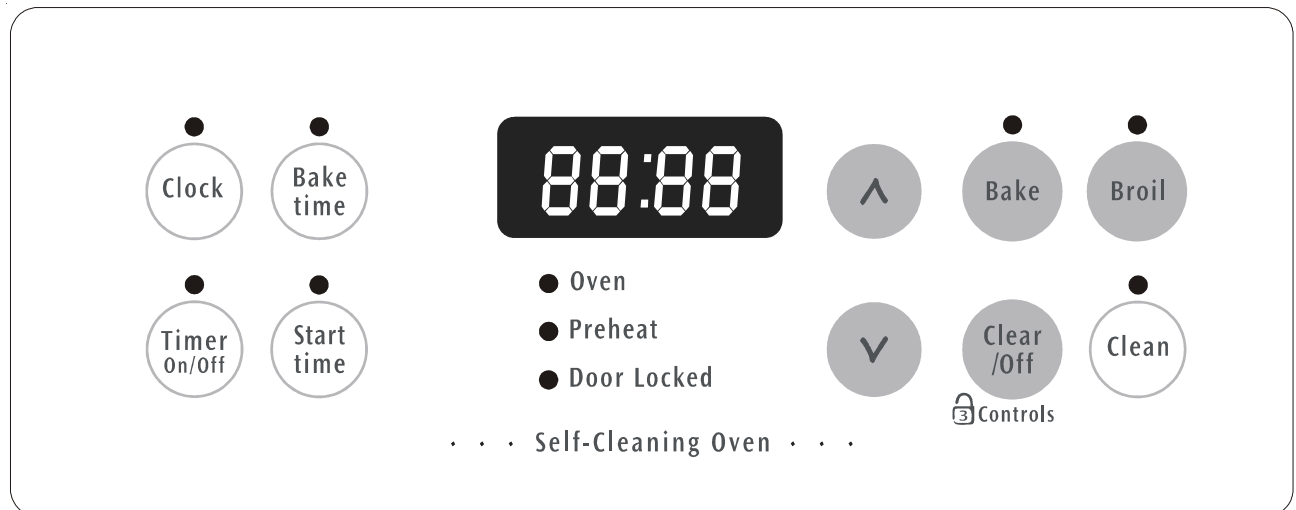 Clock
Bake
time
88:88
Bake
Broil
Oven
Preheat
Door Locked
Timer
On/Off
Start
time
Clear
/Off
Clean
3 Controls
· · · Self-Cleaning Oven · · ·